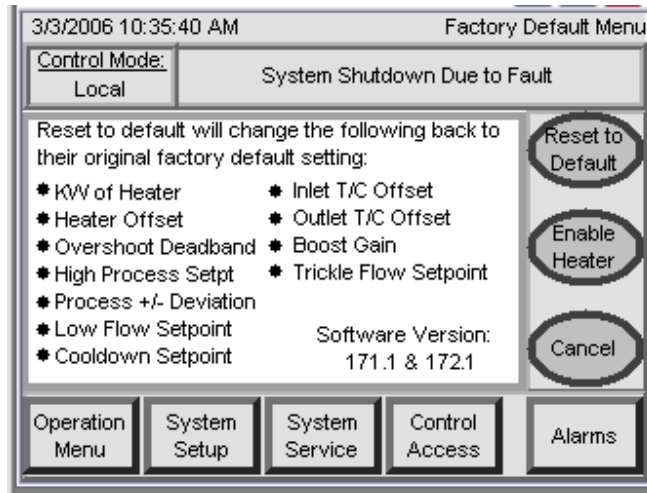 3/3/2006 10:35:40 AM Factory Default Menu
Control Mode:
Local
System Shutdown Due to Fault
Reset to default will change the following back to
their original factory default setting:
KW of Heater
Heater Offset
Overshoot Deadband
High Process Setpt
Process +/- Deviation
Low Flow Setpoint
Cooldown Setpoint
Inlet T/C Offset
Outlet T/C Offset
Boost Gain
Trickle Flow Setpoint
Software Version:
171.1 & 172.1
Reset to
Default
Enable
Heater
Cancel
Operation
Menu
System
Setup
System
Service
Control
Access
Alarms